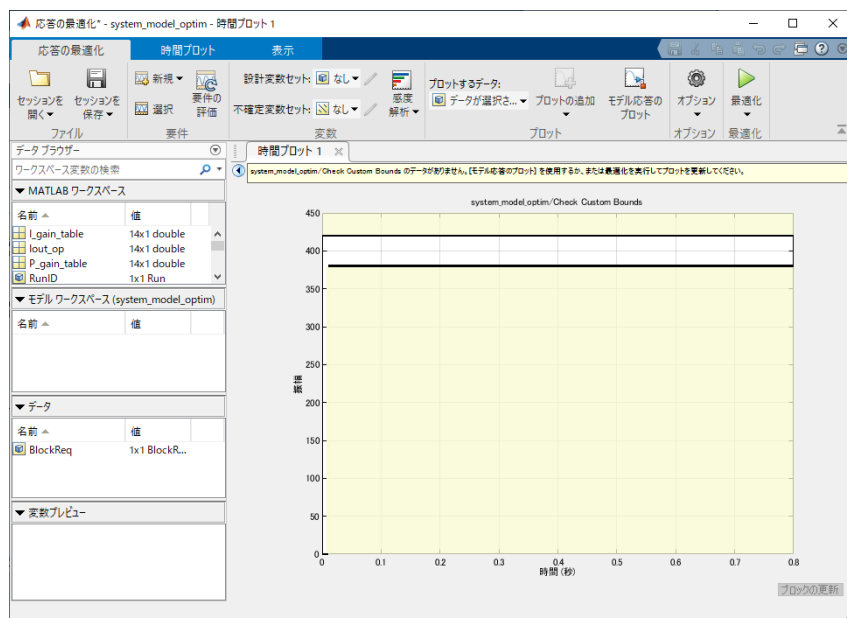 応答の最適化* - system_model_optim - 時間プロット 1
応答の最適化 時間プロット 表示
セッションを開く セッションを保存
新規
選択
要件の評価
設計変数セット: なし
不確定変数セット: なし
感度解析
プロットするデータ:
データが選択さ...
プロットの追加
モデル応答のプロット
オプション
最適化
ファイル 要件 変数 プロット オプション 最適化
データ ブラウザー
ワークスペース変数の検索
MATLAB ワークスペース
名前 値
I_gain_table 14x1 double
Iout_op 14x1 double
P_gain_table 14x1 double
RunID 1x1 Run
モデル ワークスペース (system_model_optim)
名前 値
データ
名前 値
BlockReq 1x1 BlockR...
変数プレビュー
時間プロット 1
system_model_optim/Check Custom Bounds のデータがありません。[モデル応答のプロット] を使用するか、または最適化を実行してプロットを更新してください。
system_model_optim/Check Custom Bounds
450
400
350
300
250
200
150
100
50
0
振幅
0 0.1 0.2 0.3 0.4 0.5 0.6 0.7 0.8
時間 (秒)
ブロックの更新